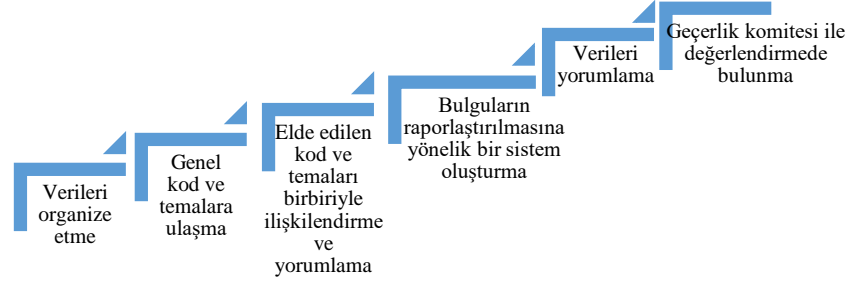 Verileri
organize
etme
Genel
kod ve
temalara
ulaşma
Elde edilen
kod ve
temaları
birbiriyle
ilişkilendirme
ve
yorumlama
Bulguların
raporlaştırılmasına
yönelik bir sistem
oluşturma
Verileri
yorumlama
Geçerlik komitesi ile
değerlendirmede
bulunma